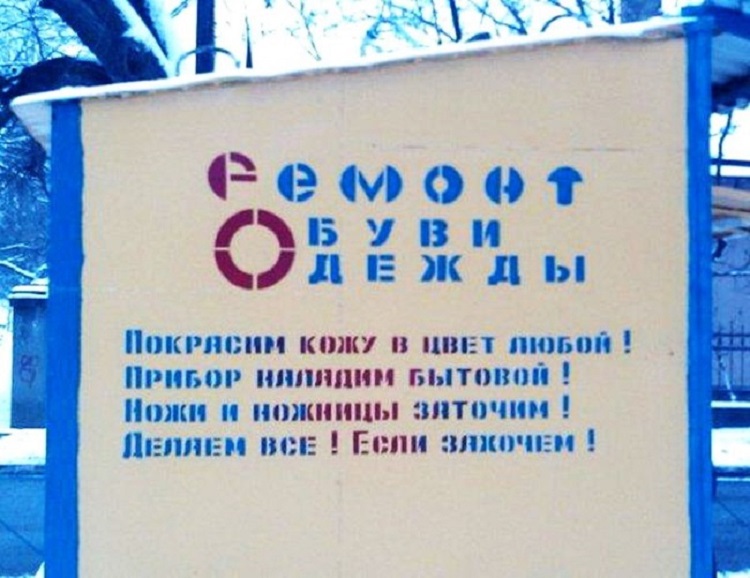 Ремонт
Обуви
Одежды
Покрасим кожу в цвет любой !
Прибор наладим бытовой !
Ножи и ножницы заточим !
Делаем все ! Если захочем !